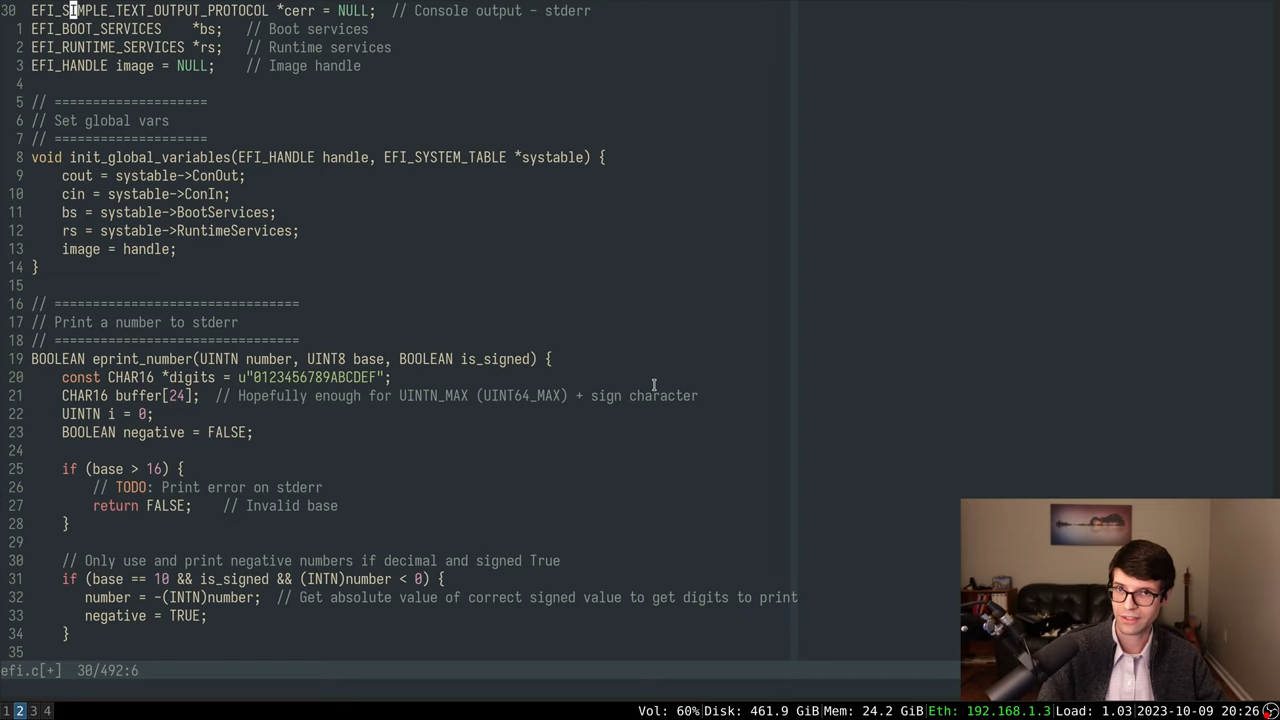 30 EFI_SIMPLE_TEXT_OUTPUT_PROTOCOL *cerr = NULL;  // Console output - stderr
1 EFI_BOOT_SERVICES    *bs;   // Boot services
2 EFI_RUNTIME_SERVICES *rs;   // Runtime services
3 EFI_HANDLE image = NULL;    // Image handle
4
5 // ====================
6 // Set global vars
7 // ====================
8 void init_global_variables(EFI_HANDLE handle, EFI_SYSTEM_TABLE *systable) {
9     cout = systable->ConOut;
10     cin = systable->ConIn;
11     bs = systable->BootServices;
12     rs = systable->RuntimeServices;
13     image = handle;
14 }
15
16 // ================================
17 // Print a number to stderr
18 // ================================
19 BOOLEAN eprint_number(UINTN number, UINT8 base, BOOLEAN is_signed) {
20     const CHAR16 *digits = u"0123456789ABCDEF";
21     CHAR16 buffer[24];  // Hopefully enough for UINTN_MAX (UINT64_MAX) + sign character
22     UINTN i = 0;
23     BOOLEAN negative = FALSE;
24
25     if (base > 16) {
26         // TODO: Print error on stderr
27         return FALSE;    // Invalid base
28     }
29
30     // Only use and print negative numbers if decimal and signed True
31     if (base == 10 && is_signed && (INTN)number < 0) {
32        number = -(INTN)number;  // Get absolute value of correct signed value to get digits to print
33        negative = TRUE;
34     }
35
efi.c[+]  30/492:6
1 2 3 4 Vol: 60%|Disk: 461.9 GiB|Mem: 24.2 GiB|Eth: 192.168.1.3|Load: 1.03|2023-10-09 20:26